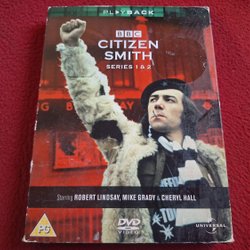 PLAYBACK
BBC
CITIZEN
SMITH
SERIES 1 & 2
Starring ROBERT LINDSAY, MIKE GRADY & CHERYL HALL
PG
DVD
VIDEO
UNIVERSAL